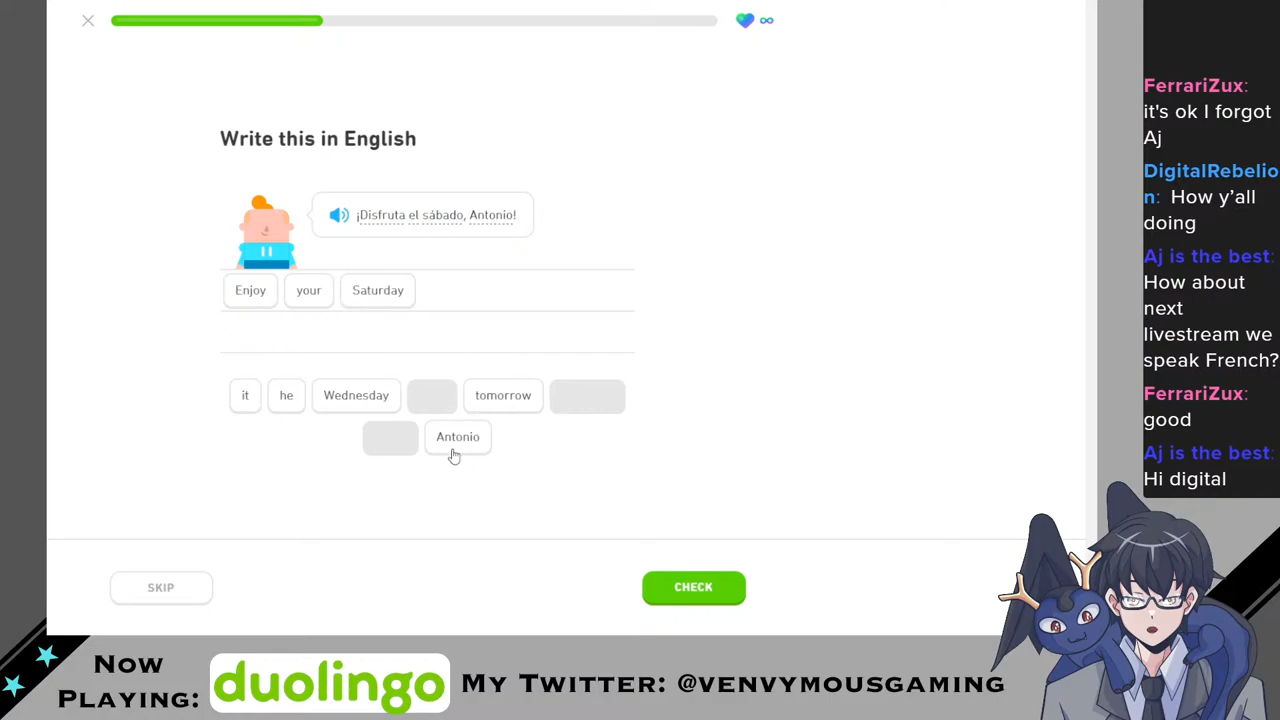 Write this in English
¡Disfruta el sábado, Antonio!
Enjoy your Saturday
it he Wednesday tomorrow
Antonio
SKIP
CHECK
FerrariZux:
it's ok I forgot
Aj
DigitalRebelio
n: How y'all
doing
Aj is the best:
How about
next
livestream we
speak French?
FerrariZux:
good
Aj is the best:
Hi digital
Now
Playing:
duolingo
My Twitter: @venvymousgaming